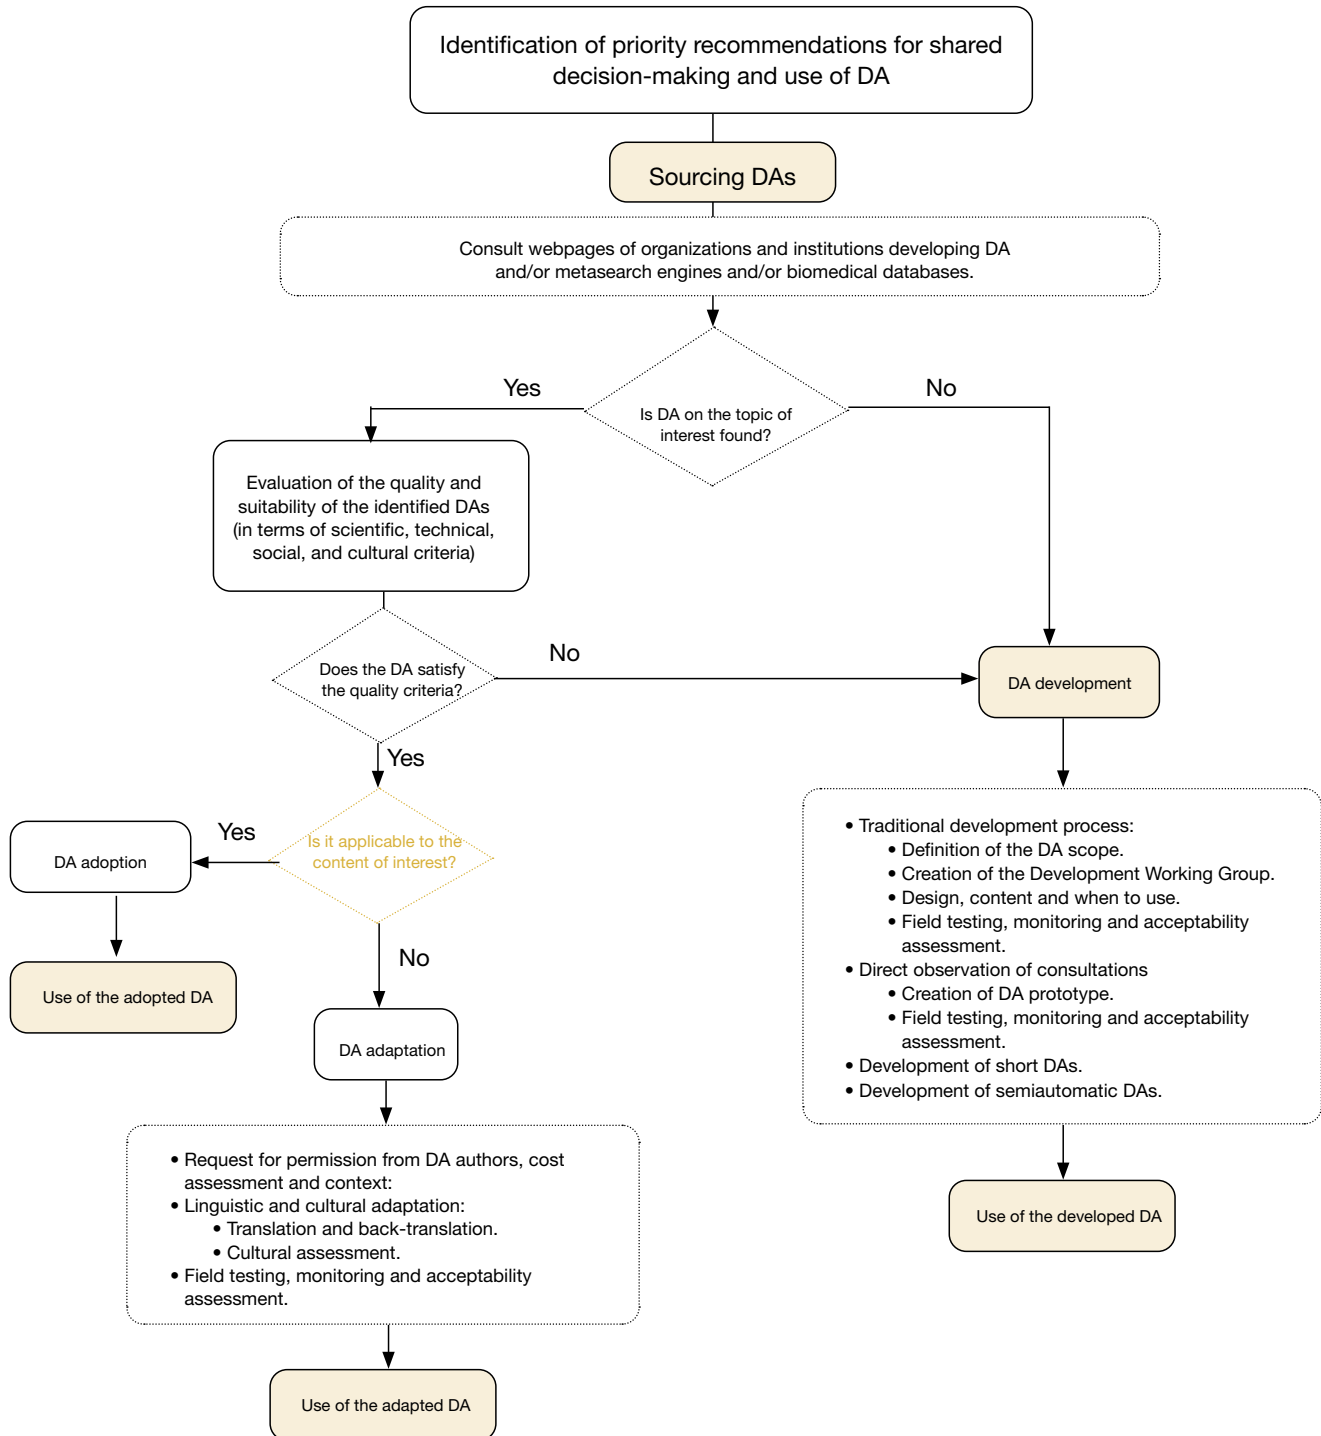 Identification of priority recommendations for shared
decision-making and use of DA
Sourcing DAs
Consult webpages of organizations and institutions developing DA
and/or metasearch engines and/or biomedical databases.
Yes
No
Is DA on the topic of
interest found?
Evaluation of the quality and
suitability of the identified DAs
(in terms of scientific, technical,
social, and cultural criteria)
No
Does the DA satisfy
the quality criteria?
DA development
Yes
Yes
Is it applicable to the
content of interest?
DA adoption
No
Use of the adopted DA
DA adaptation
• Request for permission from DA authors, cost
assessment and context:
• Linguistic and cultural adaptation:
• Translation and back-translation.
• Cultural assessment.
• Field testing, monitoring and acceptability
assessment.
Use of the adapted DA
• Traditional development process:
• Definition of the DA scope.
• Creation of the Development Working Group.
• Design, content and when to use.
• Field testing, monitoring and acceptability
assessment.
• Direct observation of consultations
• Creation of DA prototype.
• Field testing, monitoring and acceptability
assessment.
• Development of short DAs.
• Development of semiautomatic DAs.
Use of the developed DA